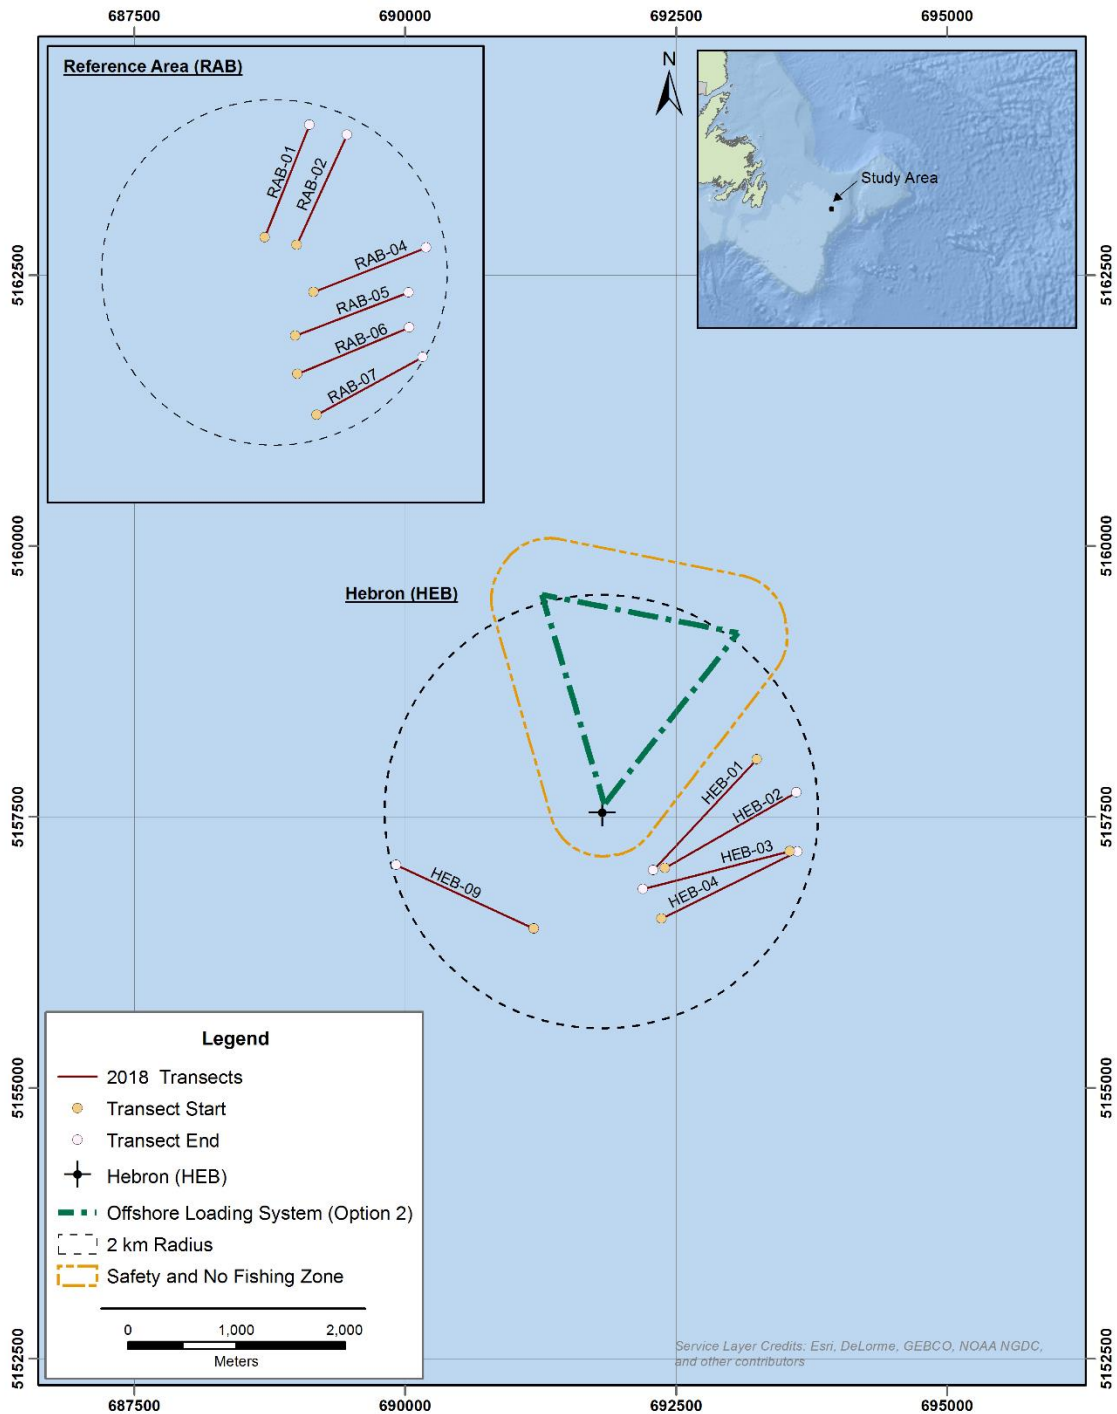 687500
690000
692500
695000
Reference Area (RAB)
N
Study Area
RAB-01
RAB-02
RAB-04
RAB-05
RAB-06
RAB-07
5162500
5162500
5160000
5160000
Hebron (HEB)
HEB-01
HEB-02
HEB-03
HEB-04
HEB-09
5157500
5157500
Legend
2018 Transects
Transect Start
Transect End
Hebron (HEB)
Offshore Loading System (Option 2)
2 km Radius
Safety and No Fishing Zone
0 1,000 2,000
Meters
5155000
5155000
Service Layer Credits: Esri, DeLorme, GEBCO, NOAA NGDC,
and other contributors
5152500
5152500
687500
690000
692500
695000